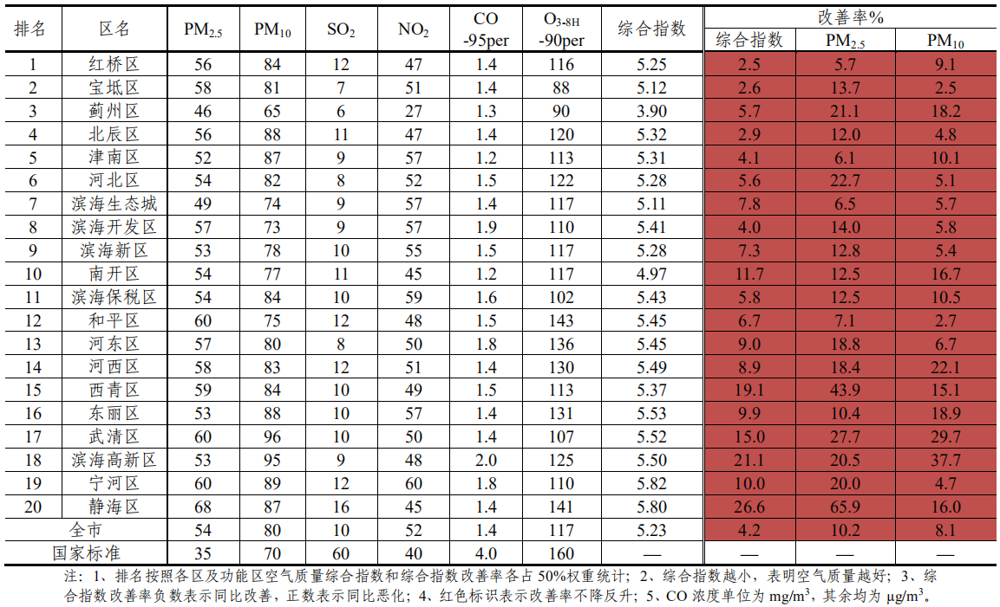 排名 区名 PM2.5 PM10 SO2 NO2 CO -95per O3-8H -90per 综合指数 改善率%
综合指数 PM2.5 PM10
1 红桥区 56 84 12 47 1.4 116 5.25 2.5 5.7 9.1
2 宝坻区 58 81 7 51 1.4 88 5.12 2.6 13.7 2.5
3 蓟州区 46 65 6 27 1.3 90 3.90 5.7 21.1 18.2
4 北辰区 56 88 11 47 1.4 120 5.32 2.9 12.0 4.8
5 津南区 52 87 9 57 1.2 113 5.31 4.1 6.1 10.1
6 河北区 54 82 8 52 1.5 122 5.28 5.6 22.7 5.1
7 滨海生态城 49 74 9 57 1.4 117 5.11 7.8 6.5 5.7
8 滨海开发区 57 73 9 57 1.9 110 5.41 4.0 14.0 5.8
9 滨海新区 53 78 10 55 1.5 117 5.28 7.3 12.8 5.4
10 南开区 54 77 11 45 1.2 117 4.97 11.7 12.5 16.7
11 滨海保税区 54 84 10 59 1.6 102 5.43 5.8 12.5 10.5
12 和平区 60 75 12 48 1.5 143 5.45 6.7 7.1 2.7
13 河东区 57 80 8 50 1.8 136 5.45 9.0 18.8 6.7
14 河西区 58 83 12 51 1.4 130 5.49 8.9 18.4 22.1
15 西青区 59 84 10 49 1.5 113 5.37 19.1 43.9 15.1
16 东丽区 53 88 10 57 1.4 131 5.53 9.9 10.4 18.9
17 武清区 60 96 10 50 1.4 107 5.52 15.0 27.7 29.7
18 滨海高新区 53 95 9 48 2.0 125 5.50 21.1 20.5 37.7
19 宁河区 60 89 12 60 1.8 110 5.82 10.0 20.0 4.7
20 静海区 68 87 16 45 1.4 141 5.80 26.6 65.9 16.0
全市 54 80 10 52 1.4 117 5.23 4.2 10.2 8.1
国家标准 35 70 60 40 4.0 160 — — — —
注：1、排名按照各区及功能区空气质量综合指数和综合指数改善率各占 50%权重统计；2、综合指数越小，表明空气质量越好；3、综
合指数改善率负数表示同比改善，正数表示同比恶化；4、红色标识表示改善率不降反升；5、CO 浓度单位为 mg/m³，其余均为 μg/m³。